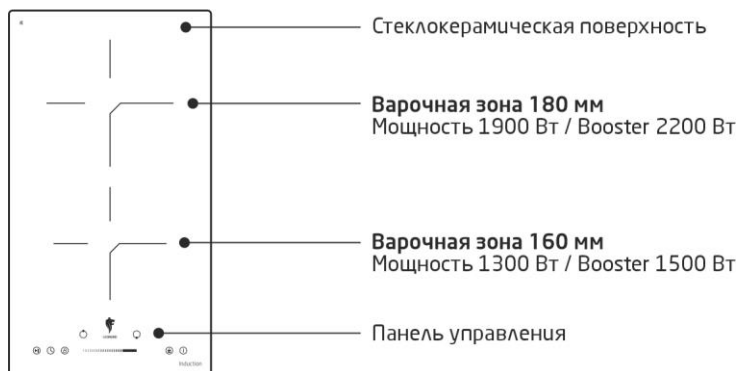 Стеклокерамическая поверхность
Варочная зона 180 мм
Мощность 1900 Вт / Booster 2200 Вт
Варочная зона 160 мм
Мощность 1300 Вт / Booster 1500 Вт
Панель управления
Induction